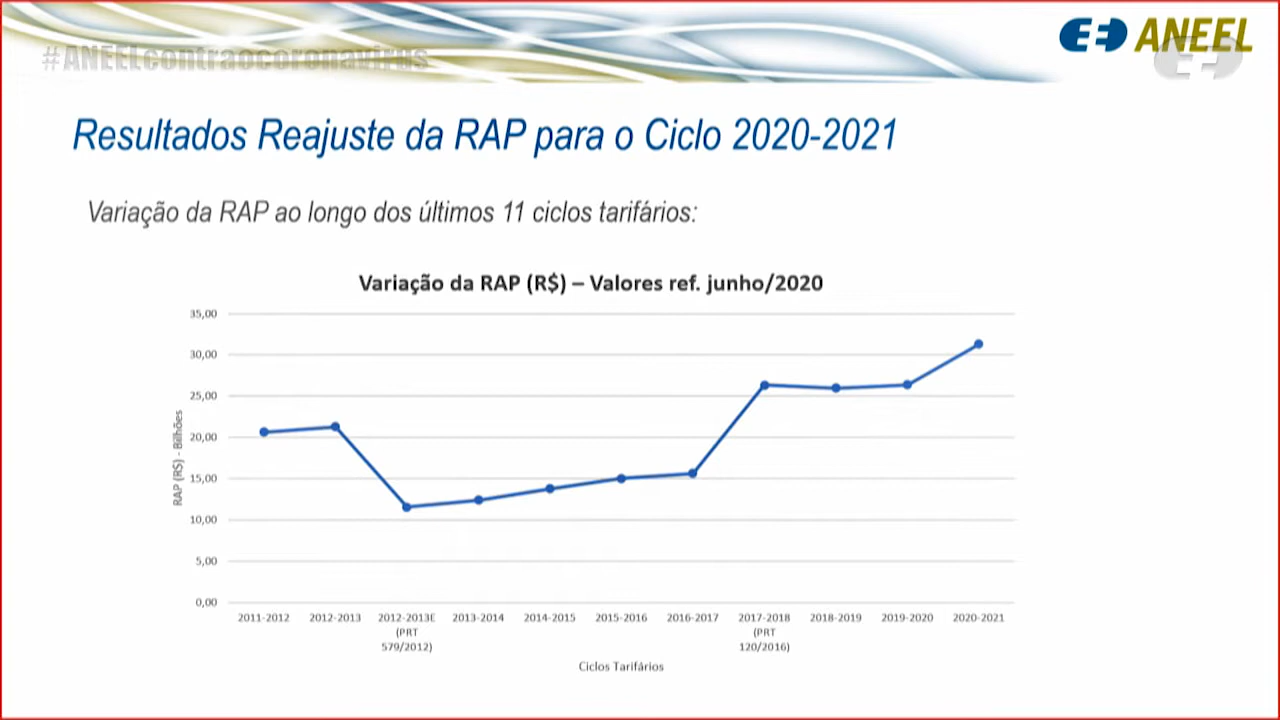 #ANEELcontraocoronavirus
ANEEL
Resultados Reajuste da RAP para o Ciclo 2020-2021
Variação da RAP ao longo dos últimos 11 ciclos tarifários:
Variação da RAP (R$) – Valores ref. junho/2020
35,00
30,00
25,00
20,00
15,00
10,00
5,00
0,00
RAP (R$) - Bilhões
2011-2012
2012-2013
2012-2013E
(PRT
579/2012)
2013-2014
2014-2015
2015-2016
2016-2017
2017-2018
(PRT
120/2016)
2018-2019
2019-2020
2020-2021
Ciclos Tarifários